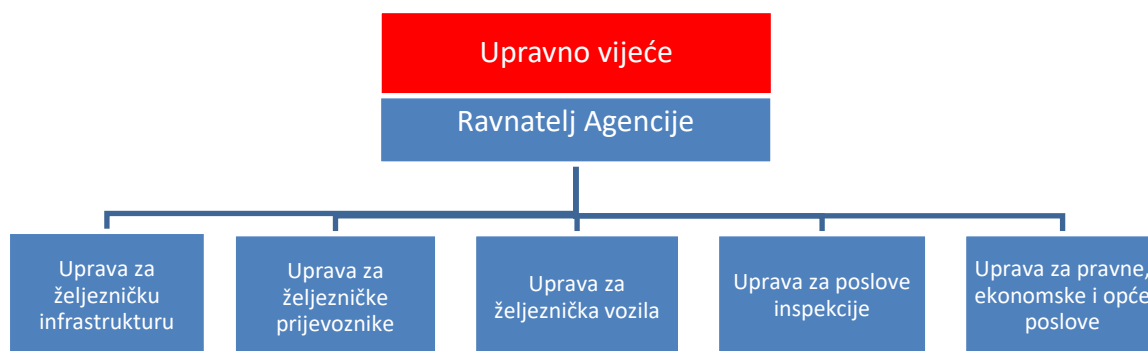 Upravno vijeće
Ravnatelj Agencije
Uprava za
željezničku
infrastrukturu
Uprava za
željezničke
prijevoznike
Uprava za
željeznička vozila
Uprava za poslove
inspekcije
Uprava za pravne,
ekonomske i opće
poslove